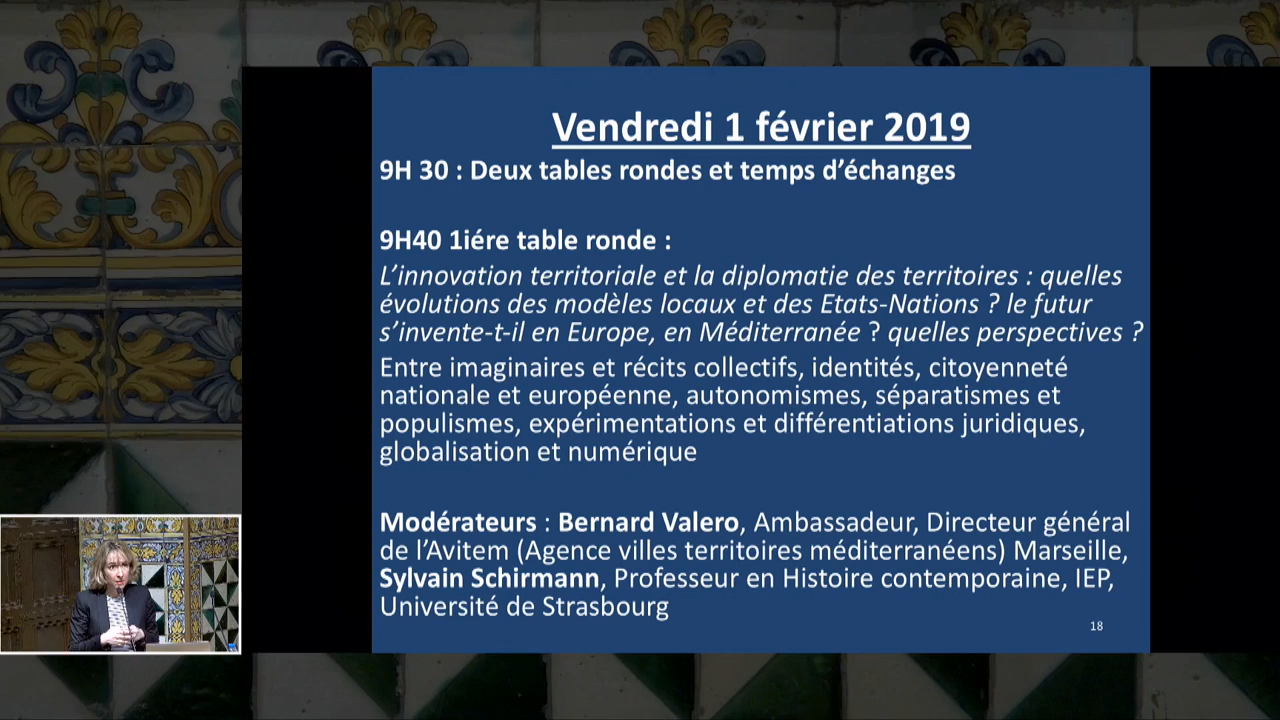 Vendredi 1 février 2019
9H 30 : Deux tables rondes et temps d’échanges
9H40 1iére table ronde :
L’innovation territoriale et la diplomatie des territoires : quelles
évolutions des modèles locaux et des Etats-Nations ? le futur
s’invente-t-il en Europe, en Méditerranée ? quelles perspectives ?
Entre imaginaires et récits collectifs, identités, citoyenneté
nationale et européenne, autonomismes, séparatismes et
populismes, expérimentations et différentiations juridiques,
globalisation et numérique
Modérateurs : Bernard Valero, Ambassadeur, Directeur général
de l’Avitem (Agence villes territoires méditerranéens) Marseille,
Sylvain Schirmann, Professeur en Histoire contemporaine, IEP,
Université de Strasbourg
18